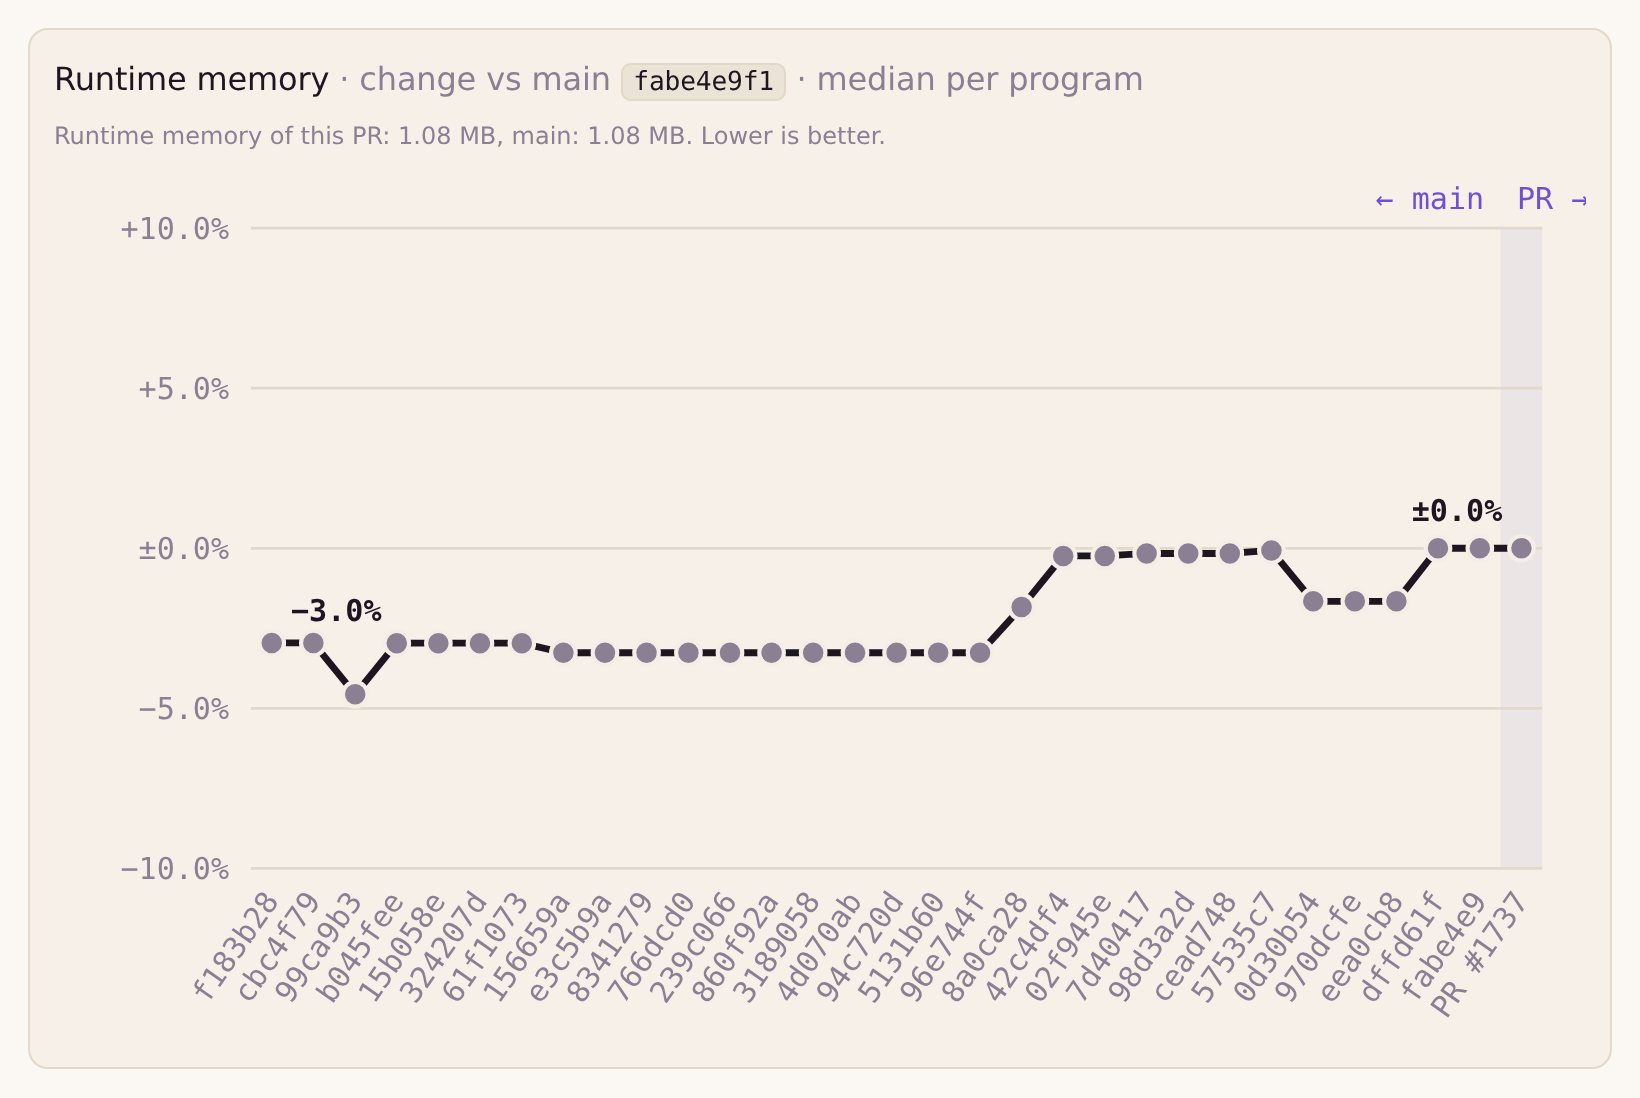 Runtime memory · change vs main fabe4e9f1 · median per program
Runtime memory of this PR: 1.08 MB, main: 1.08 MB. Lower is better.
← main PR →
+10.0%
+5.0%
±0.0%
−5.0%
−10.0%
−3.0%
±0.0%
f183b28
cbc4f79
99ca9b3
b045fee
15b058e
324207d
61f1073
156659a
e3c5b9a
8341279
766dcd0
239c066
860f92a
3189058
4d070ab
94c720d
5131b60
96e744f
8a0ca28
42c4df4
02f945e
7d40417
98d3a2d
cead748
57535c7
0d30b54
970dcfe
eea0cb8
dffd61f
fabe4e9
PR #1737